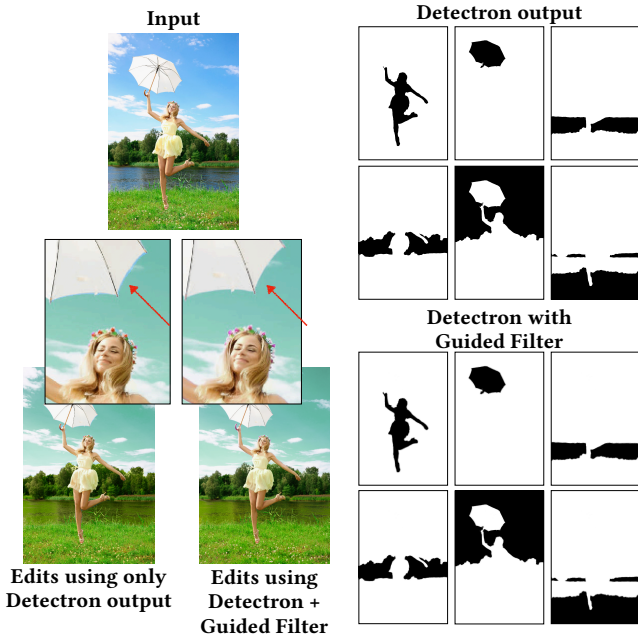 Input
Detectron output
Detectron with
Guided Filter
Edits using only
Detectron output
Edits using
Detectron +
Guided Filter